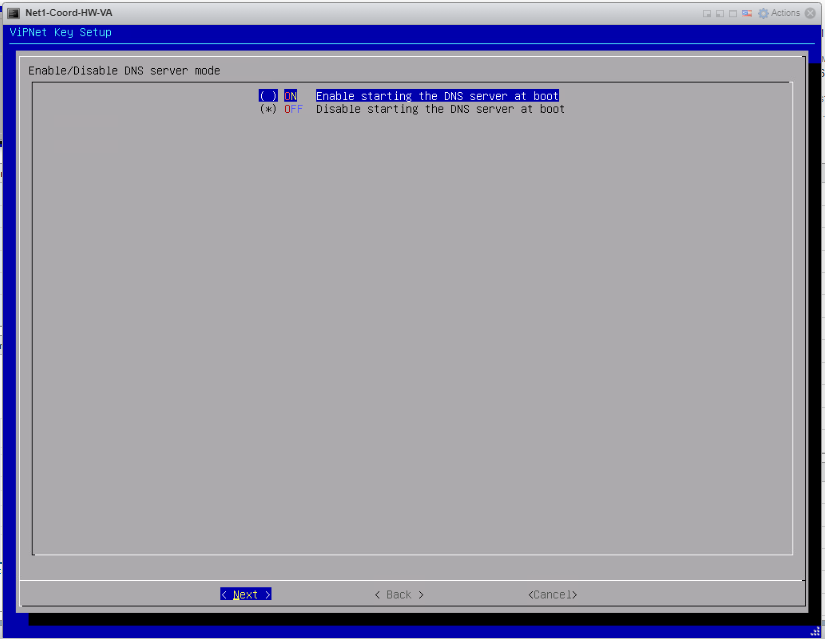 Net1-Coord-HW-VA
Actions
ViPNet Key Setup
Enable/Disable DNS server mode
( ) ON Enable starting the DNS server at boot
(*) OFF Disable starting the DNS server at boot
< Next >
< Back >
<Cancel>